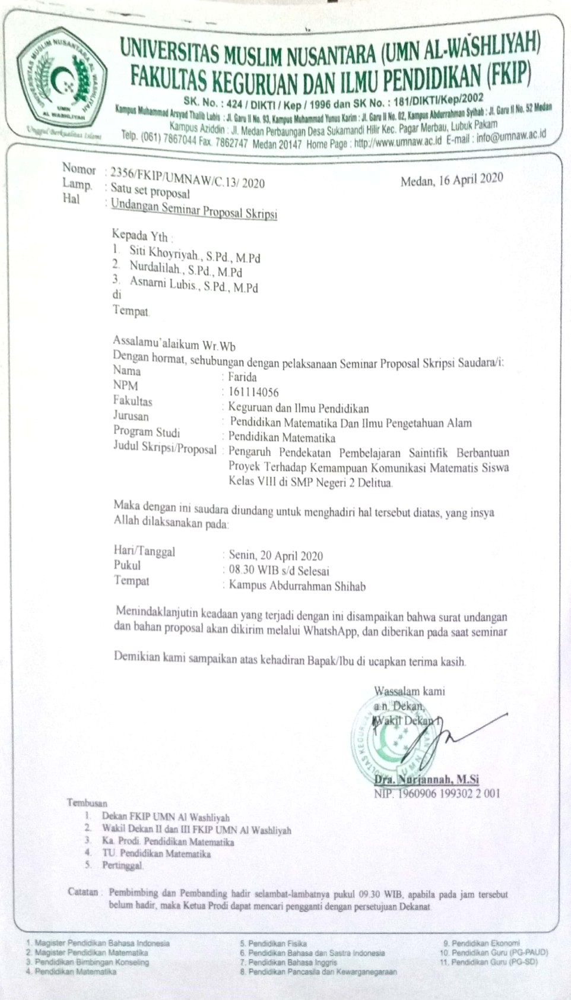 UNIVERSITAS MUSLIM NUSANTARA AL WASHLIYAH
UMN
AL WASHLIYAH
Unggul Berkualitas Islami
UNIVERSITAS MUSLIM NUSANTARA (UMN AL-WASHLIYAH)
FAKULTAS KEGURUAN DAN ILMU PENDIDIKAN (FKIP)
SK. No. : 424 / DIKTI / Kep / 1996 dan SK No. : 181/DIKTI/Kep/2002
Kampus Muhammad Arsyad Thalib Lubis : Jl. Garu II No. 93, Kampus Muhammad Yunus Karim : Jl. Garu II No. 02, Kampus Abdurrahman Syihab : Jl. Garu II No. 52 Medan
Kampus Aziddin : Jl. Medan Perbaungan Desa Sukamandi Hilir Kec. Pagar Merbau, Lubuk Pakam
Telp. (061) 7867044 Fax. 7862747 Medan 20147 Home Page : http://www.umnaw.ac.id E-mail : info@umnaw.ac.id
Nomor : 2356/FKIP/UMNAW/C.13/ 2020 Medan, 16 April 2020
Lamp. : Satu set proposal
Hal : Undangan Seminar Proposal Skripsi
Kepada Yth :
1. Siti Khoyriyah., S.Pd., M.Pd
2. Nurdalilah., S.Pd., M.Pd
3. Asnarni Lubis., S.Pd., M.Pd
di
Tempat.
Assalamu'alaikum Wr.Wb
Dengan hormat, sehubungan dengan pelaksanaan Seminar Proposal Skripsi Saudara/i:
Nama : Farida
NPM : 161114056
Fakultas : Keguruan dan Ilmu Pendidikan
Jurusan : Pendidikan Matematika Dan Ilmu Pengetahuan Alam
Program Studi : Pendidikan Matematika
Judul Skripsi/Proposal : Pengaruh Pendekatan Pembelajaran Saintifik Berbantuan
Proyek Terhadap Kemampuan Komunikasi Matematis Siswa
Kelas VIII di SMP Negeri 2 Delitua.
Maka dengan ini saudara diundang untuk menghadiri hal tersebut diatas, yang insya
Allah dilaksanakan pada:
Hari/Tanggal : Senin, 20 April 2020
Pukul : 08.30 WIB s/d Selesai
Tempat : Kampus Abdurrahman Shihab
Menindaklanjutin keadaan yang terjadi dengan ini disampaikan bahwa surat undangan
dan bahan proposal akan dikirim melalui WhatshApp, dan diberikan pada saat seminar
Demikian kami sampaikan atas kehadiran Bapak/Ibu di ucapkan terima kasih.
Wassalam kami
a.n. Dekan,
Wakil Dekan I
UMN
Dra. Nurjannah, M.Si
NIP. 1960906 199302 2 001
Tembusan
1. Dekan FKIP UMN Al Washliyah
2. Wakil Dekan II dan III FKIP UMN Al Washliyah
3. Ka. Prodi. Pendidikan Matematika
4. TU. Pendidikan Matematika
5. Pertinggal.
Catatan : Pembimbing dan Pembanding hadir selambat-lambatnya pukul 09.30 WIB, apabila pada jam tersebut
belum hadir, maka Ketua Prodi dapat mencari pengganti dengan persetujuan Dekanat
1. Magister Pendidikan Bahasa Indonesia
2. Magister Pendidikan Matematika
3. Pendidikan Bimbingan Konseling
4. Pendidikan Matematika
5. Pendidikan Fisika
6. Pendidikan Bahasa dan Sastra Indonesia
7. Pendidikan Bahasa Inggris
8. Pendidikan Pancasila dan Kewarganegaraan
9. Pendidikan Ekonomi
10. Pendidikan Guru (PG-PAUD)
11. Pendidikan Guru (PG-SD)